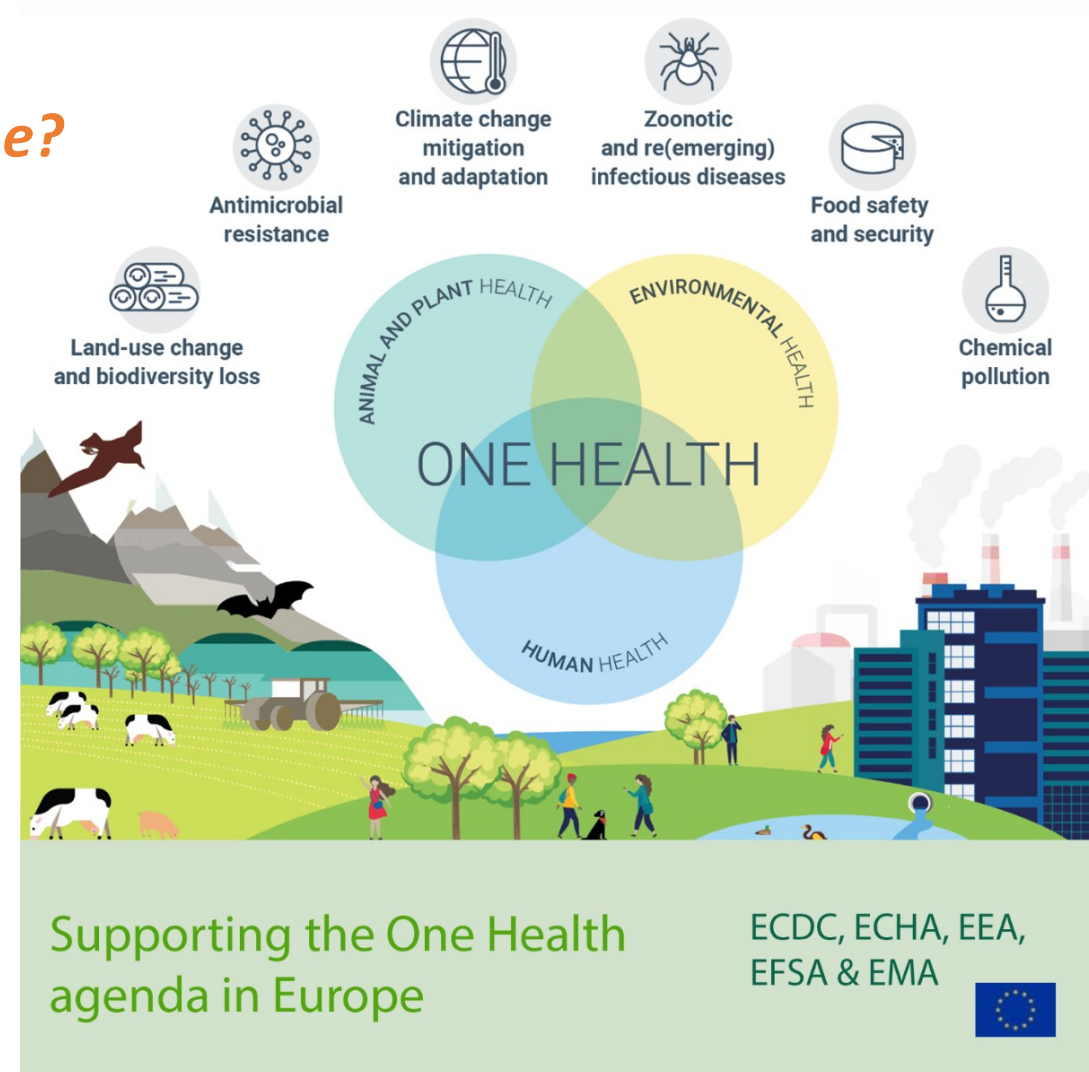 e?
Climate change
mitigation
and adaptation
Zoonotic
and re(emerging)
infectious diseases
Antimicrobial
resistance
Food safety
and security
Land-use change
and biodiversity loss
Chemical
pollution
ANIMAL AND PLANT HEALTH
ENVIRONMENTAL HEALTH
ONE HEALTH
HUMAN HEALTH
Supporting the One Health
agenda in Europe
ECDC, ECHA, EEA,
EFSA & EMA